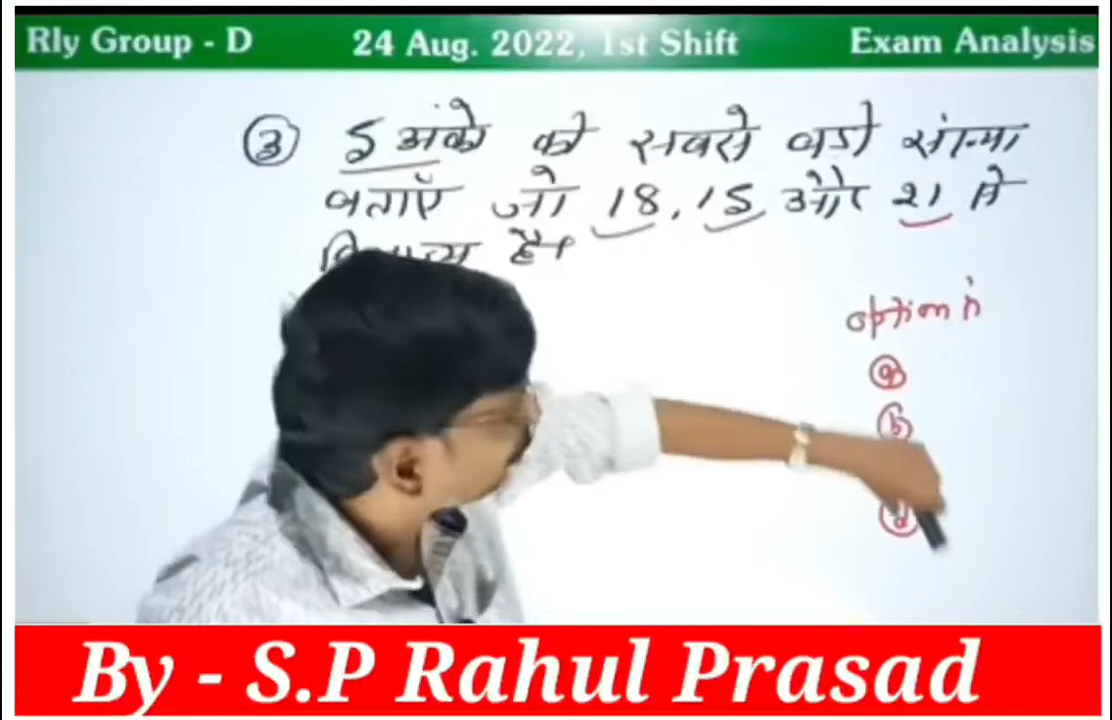 Rly Group - D 24 Aug. 2022, 1st Shift Exam Analysis
③ 5 अंको की सबसे बड़ी संख्या
बताएँ जो 18, 15 और 21 से
है।
option n
ⓐ
ⓑ
ⓓ
By - S.P Rahul Prasad